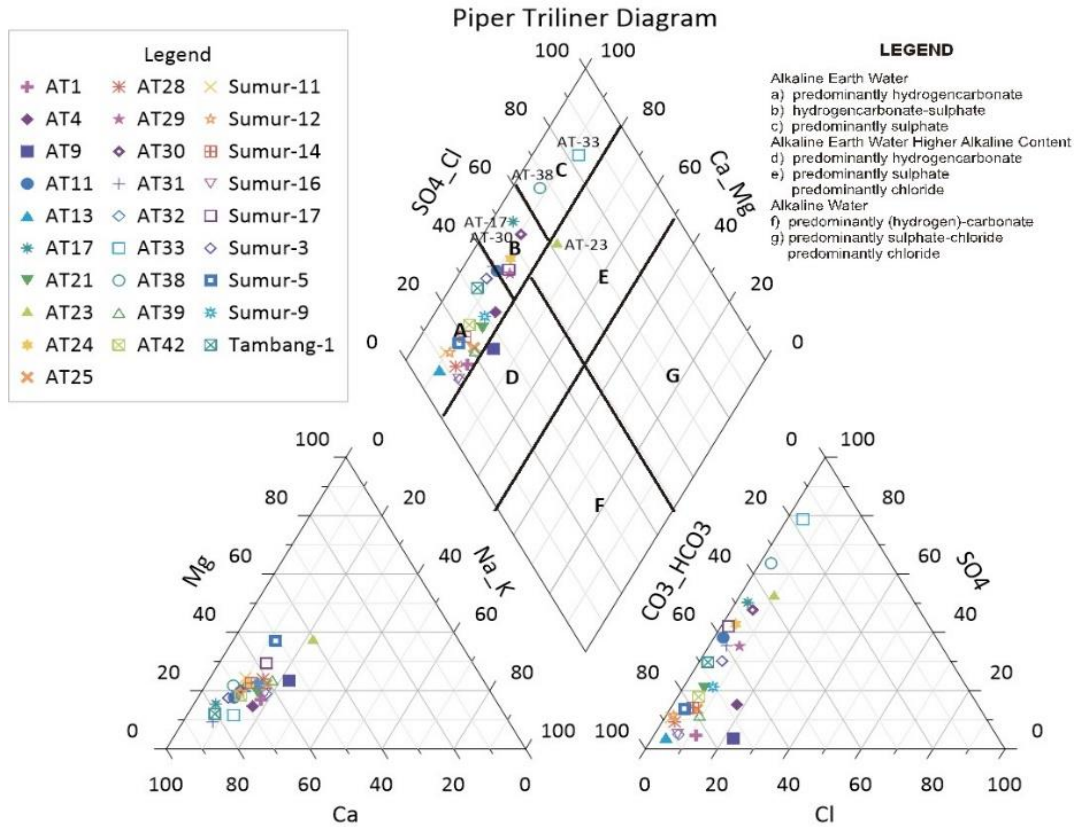 Piper Triliner Diagram
Legend
AT1 AT28 Sumur-11
AT4 AT29 Sumur-12
AT9 AT30 Sumur-14
AT11 AT31 Sumur-16
AT13 AT32 Sumur-17
AT17 AT33 Sumur-3
AT21 AT38 Sumur-5
AT23 AT39 Sumur-9
AT24 AT42 Tambang-1
AT25
LEGEND
Alkaline Earth Water
a) predominantly hydrogencarbonate
b) hydrogencarbonate-sulphate
c) predominantly sulphate
Alkaline Earth Water Higher Alkaline Content
d) predominantly hydrogencarbonate
e) predominantly sulphate
predominantly chloride
Alkaline Water
f) predominantly (hydrogen)-carbonate
g) predominantly sulphate-chloride
predominantly chloride
100 100
80 80
AT-33
C
60 60
SO4_Cl Ca_Mg
AT-38
40 40
AT-17
AT-30
B
AT-23
E
20 20
A
0 0
D G
F
100 0
80 20
60 40
40 60
20 80
0 100
Mg Na_K
100 80 60 40 20 0
Ca
0 100
20 80
40 60
60 40
80 20
100 0
CO3_HCO3 SO4
0 20 40 60 80 100
Cl